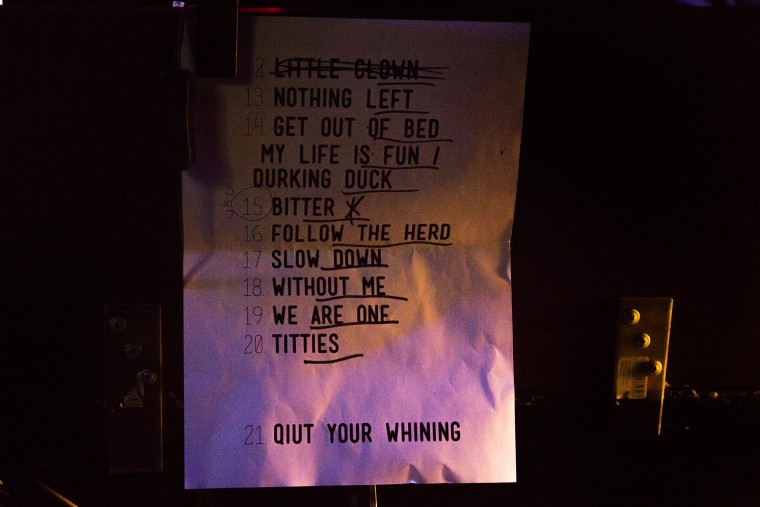 2 LITTLE CLOWN
13 NOTHING LEFT
14. GET OUT OF BED
MY LIFE IS FUN /
DURKING DUCK
15. BITTER X
16 FOLLOW THE HERD
17 SLOW DOWN
18. WITHOUT ME
19. WE ARE ONE
20. TITTIES
21 QIUT YOUR WHINING